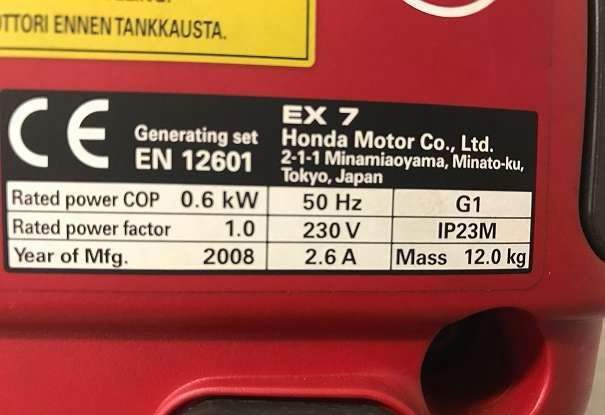 ENNEN TANKKAUSTA.
CE
Generating set
EN 12601
EX 7
Honda Motor Co., Ltd.
2-1-1 Minamiaoyama, Minato-ku,
Tokyo, Japan
Rated power COP 0.6 kW 50 Hz G1
Rated power factor 1.0 230 V IP23M
Year of Mfg. 2008 2.6 A Mass 12.0 kg